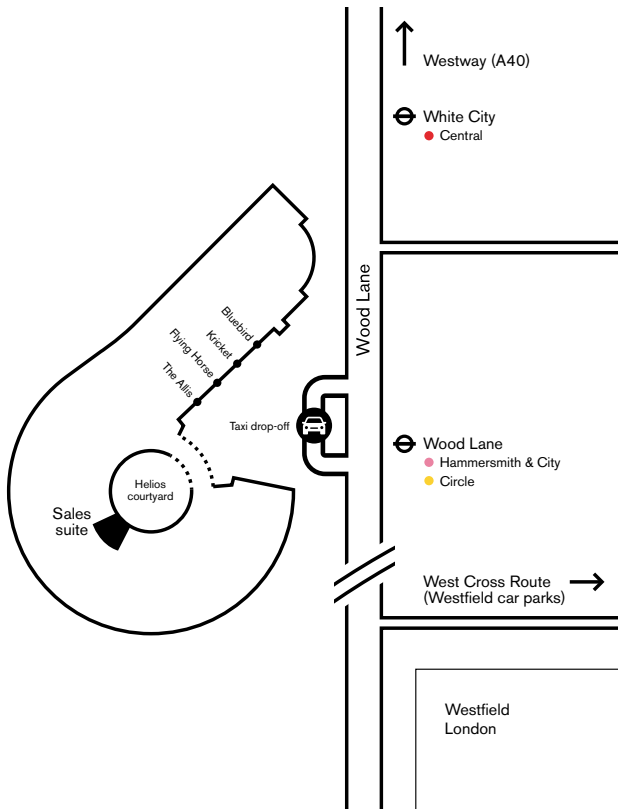 Westway (A40)
White City
Central
Wood Lane
Bluebird
Kricket
Flying Horse
The Allis
Taxi drop-off
Wood Lane
Hammersmith & City
Circle
Helios
courtyard
Sales
suite
West Cross Route
(Westfield car parks)
Westfield
London